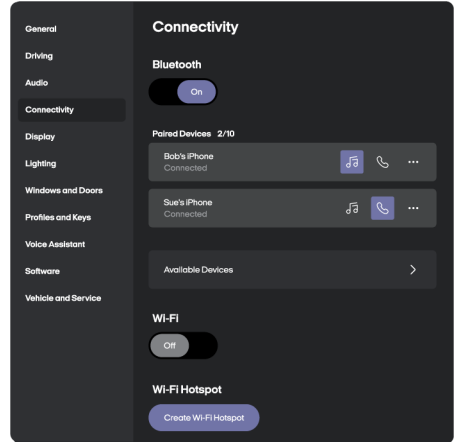 General
Driving
Audio
Connectivity
Display
Lighting
Windows and Doors
Profiles and Keys
Voice Assistant
Software
Vehicle and Service
Connectivity
Bluetooth
On
Paired Devices 2/10
Bob's iPhone
Connected
Sue's iPhone
Connected
Available Devices
Wi-Fi
Off
Wi-Fi Hotspot
Create Wi-Fi Hotspot